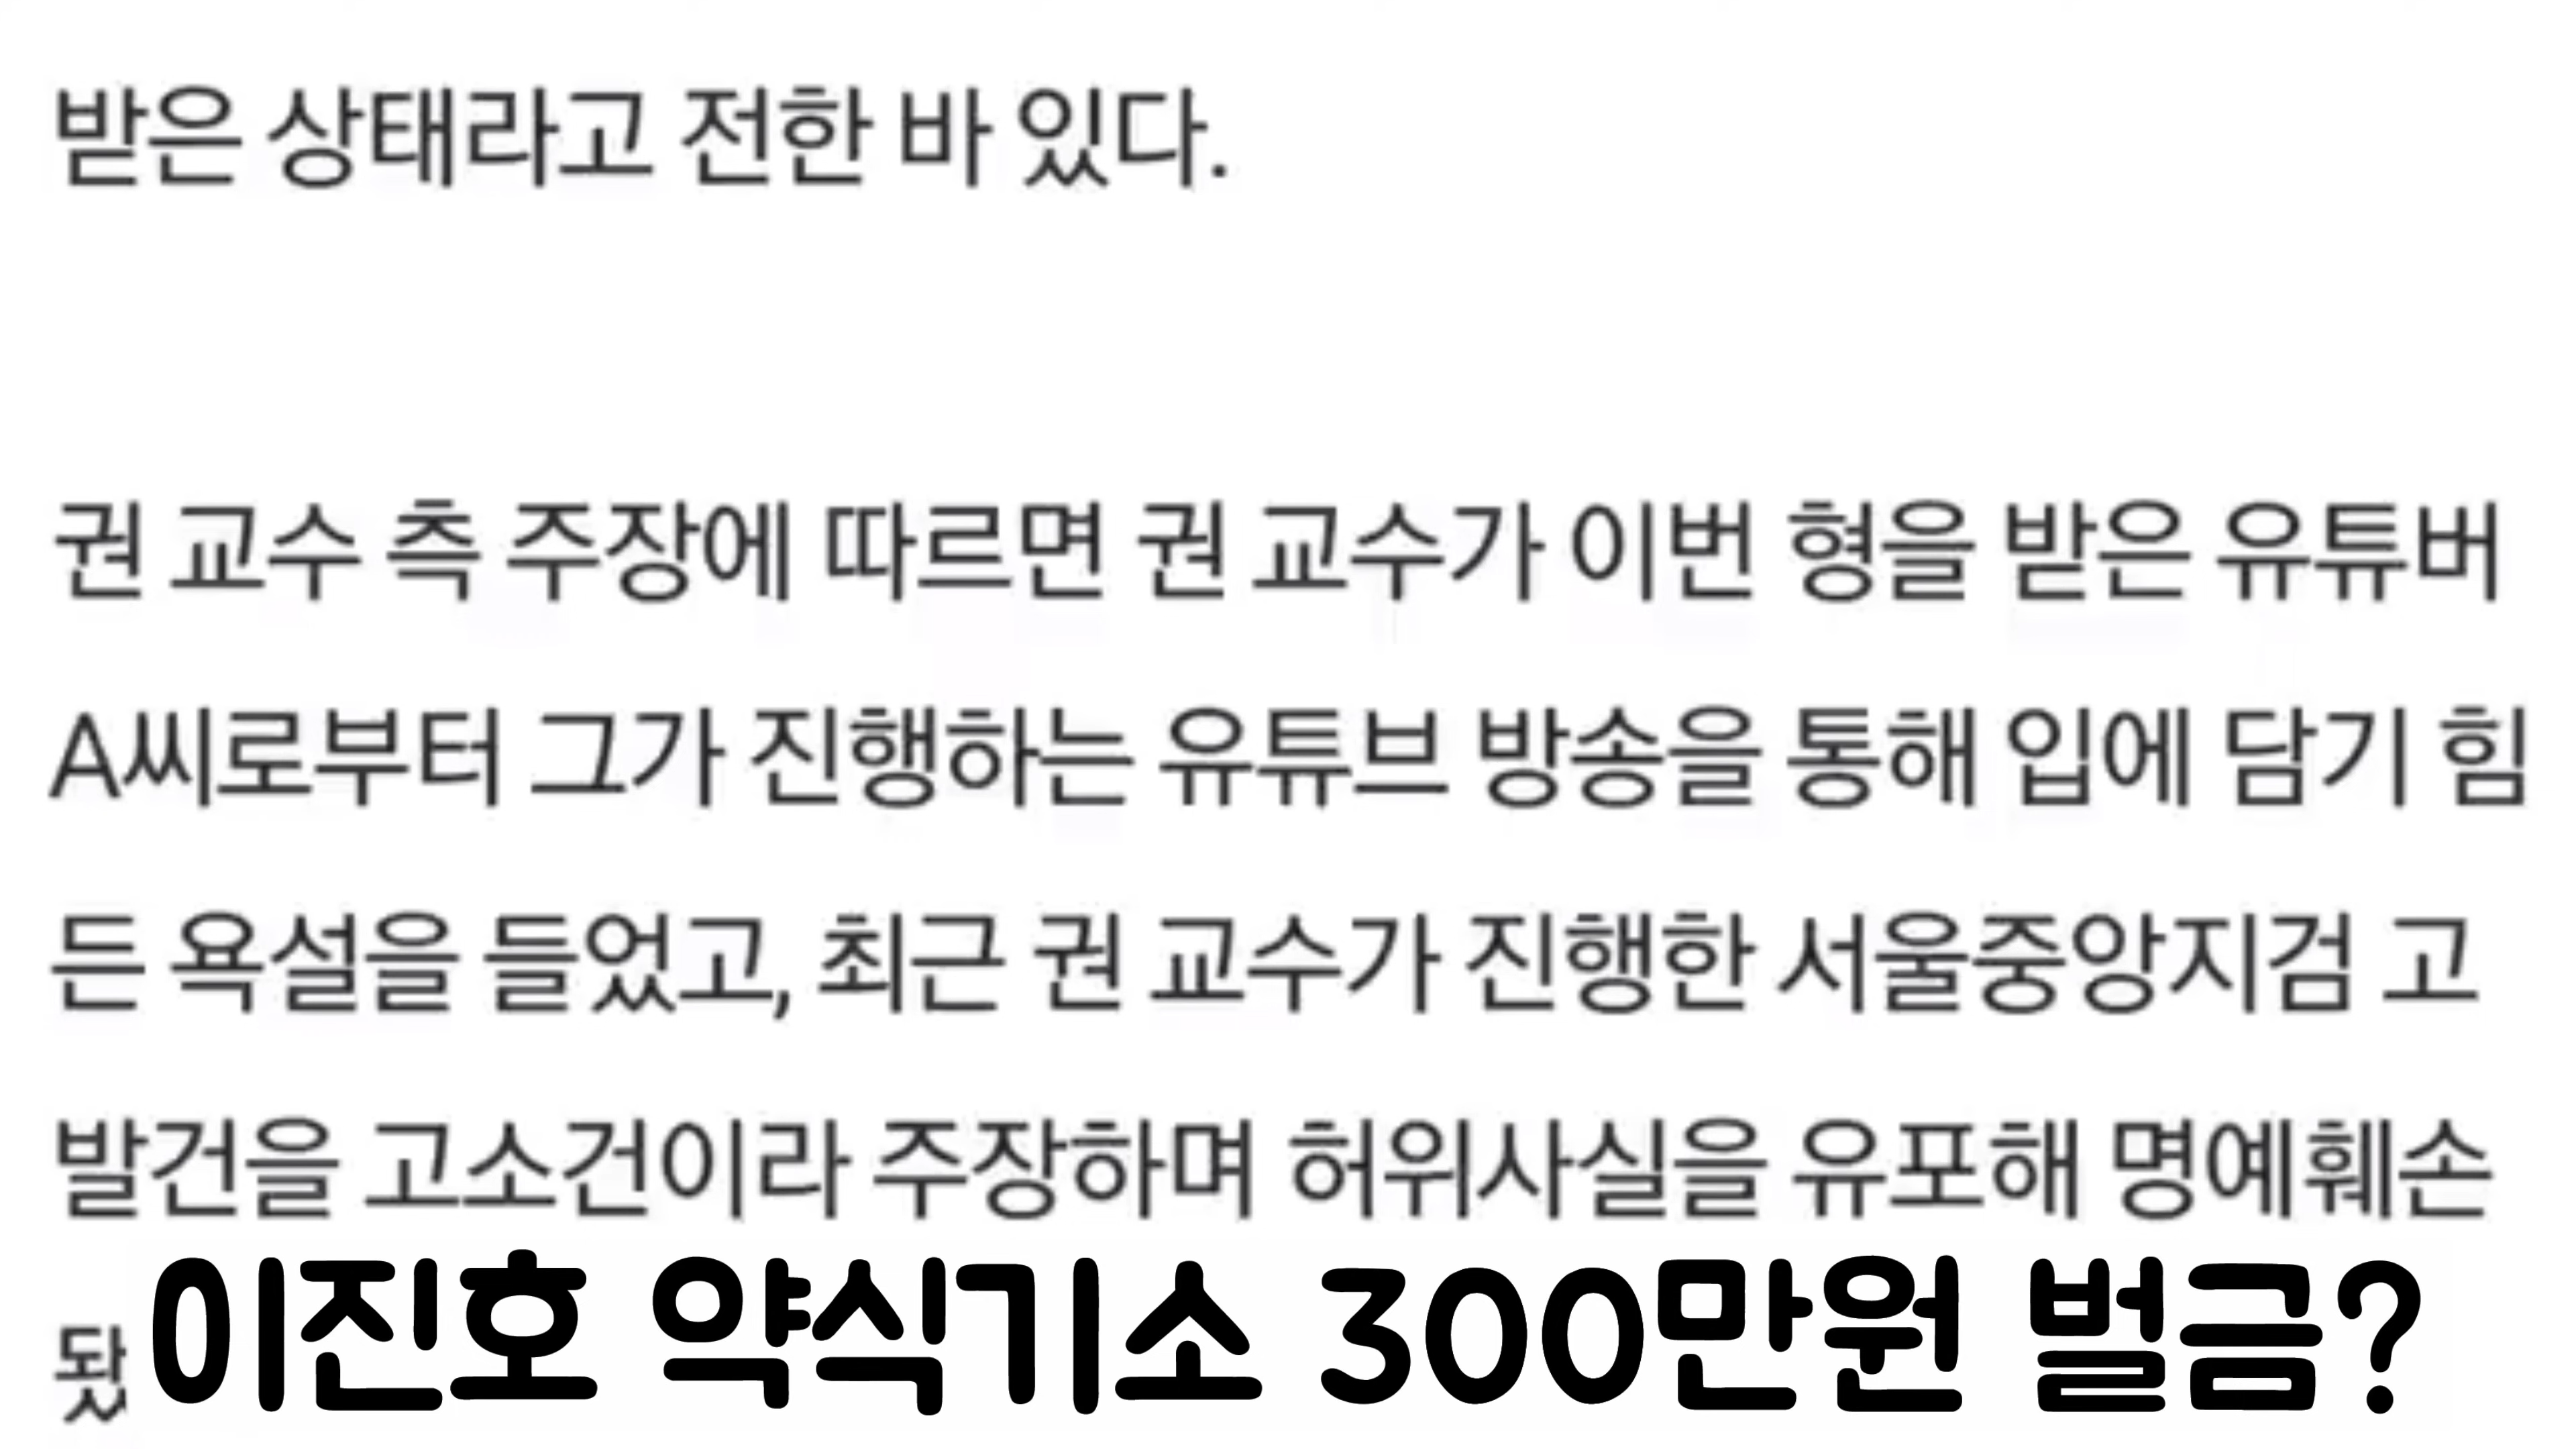 받은 상태라고 전한 바 있다.
권 교수 측 주장에 따르면 권 교수가 이번 형을 받은 유튜버
A씨로부터 그가 진행하는 유튜브 방송을 통해 입에 담기 힘
든 욕설을 들었고, 최근 권 교수가 진행한 서울중앙지검 고
발건을 고소건이라 주장하며 허위사실을 유포해 명예훼손
됐
이진호 약식기소 300만원 벌금?